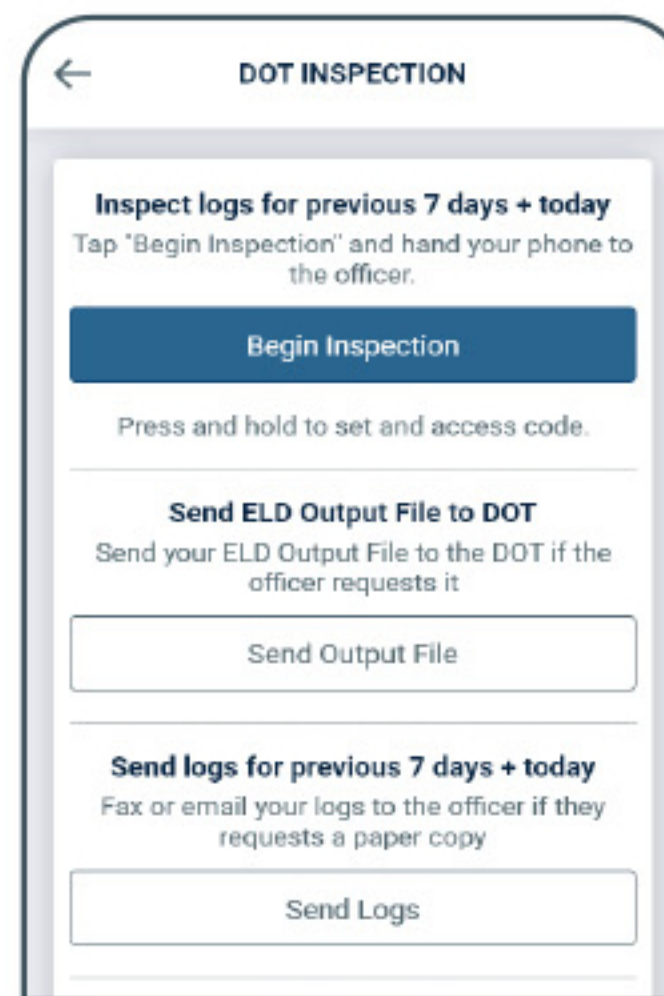 DOT INSPECTION
Inspect logs for previous 7 days + today
Tap "Begin Inspection" and hand your phone to
the officer.
Begin Inspection
Press and hold to set and access code.
Send ELD Output File to DOT
Send your ELD Output File to the DOT if the
officer requests it
Send Output File
Send logs for previous 7 days + today
Fax or email your logs to the officer if they
requests a paper copy
Send Logs